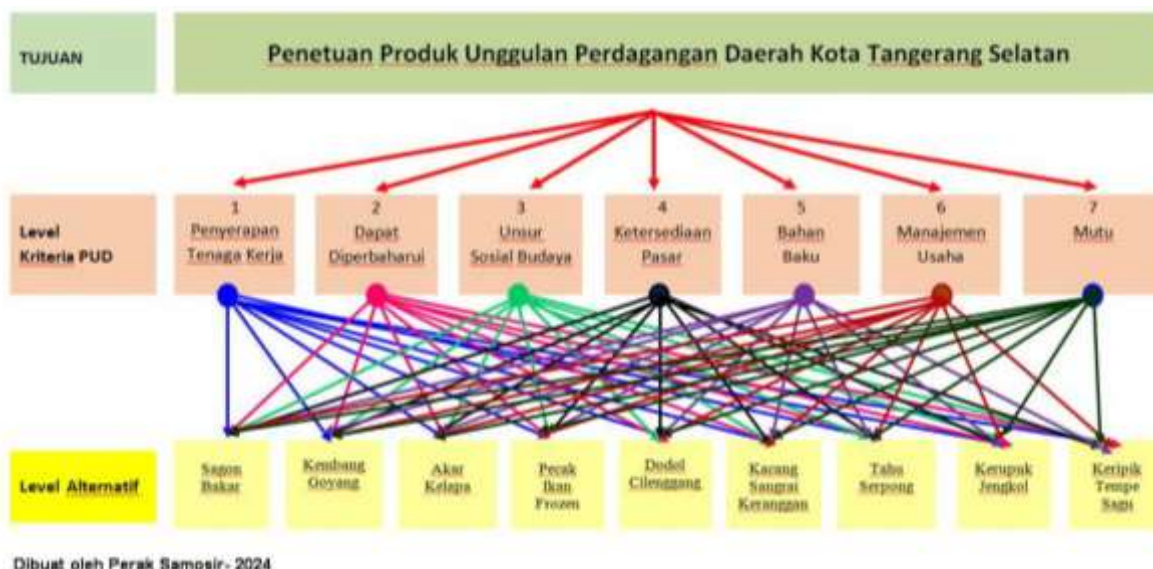 TUJUAN
Penetuan Produk Unggulan Perdagangan Daerah Kota Tangerang Selatan
Level
Kriteria PUD
1
Penyerapan
Tenaga Kerja
2
Dapat
Diperbaharui
3
Unsur
Sosial Budaya
4
Ketersediaan
Pasar
5
Bahan
Baku
6
Manajemen
Usaha
7
Mutu
Level Alternatif
Sagon
Bakar
Kembang
Goyang
Akar
Kelapa
Pecak
Ikan
Frozen
Dodol
Cilenggang
Kacang
Sangrai
Keranggan
Tahu
Serpong
Kerupuk
Jengkol
Keripik
Tempe
Sagu
Dibuat oleh Perak Samosir- 2024